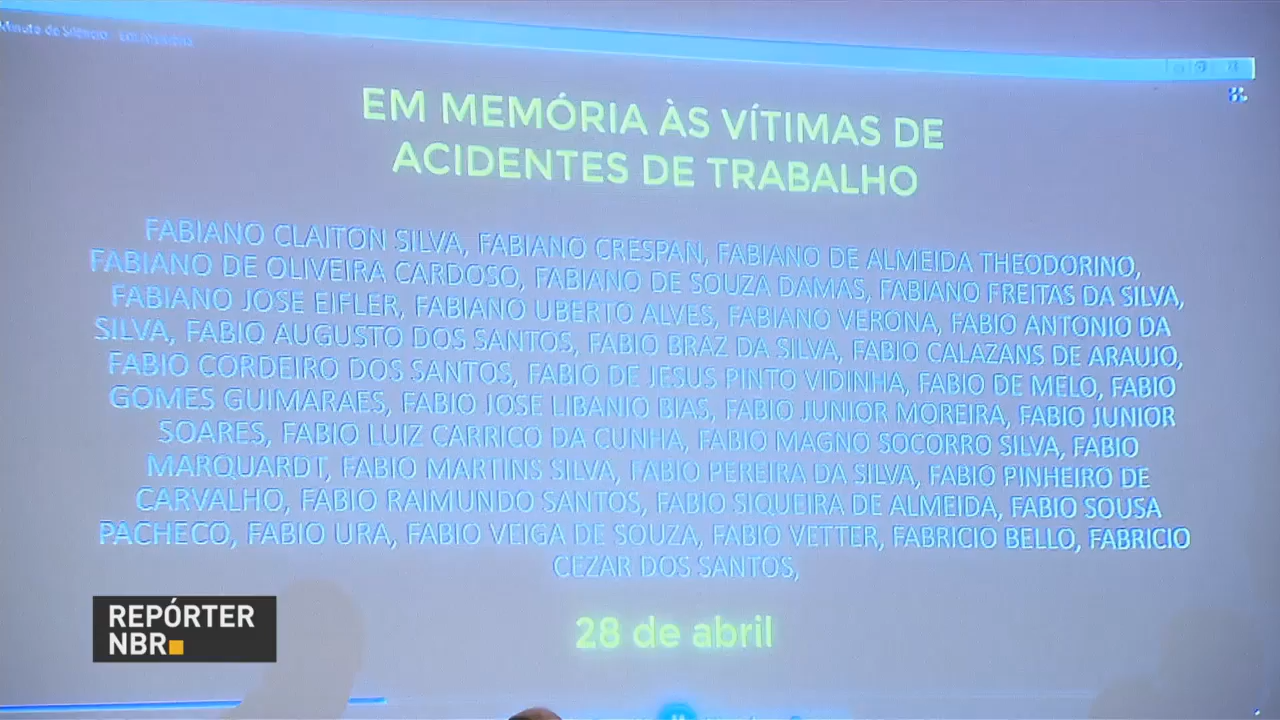 Minuto de Silêncio
EM MEMÓRIA ÀS VÍTIMAS DE
ACIDENTES DE TRABALHO
FABIANO CLAITON SILVA, FABIANO CRESPAN, FABIANO DE ALMEIDA THEODORINO,
FABIANO DE OLIVEIRA CARDOSO, FABIANO DE SOUZA DAMAS, FABIANO FREITAS DA SILVA,
FABIANO JOSE EIFLER, FABIANO UBERTO ALVES, FABIANO VERONA, FABIO ANTONIO DA
SILVA, FABIO AUGUSTO DOS SANTOS, FABIO BRAZ DA SILVA, FABIO CALAZANS DE ARAUJO,
FABIO CORDEIRO DOS SANTOS, FABIO DE JESUS PINTO VIDINHA, FABIO DE MELO, FABIO
GOMES GUIMARAES, FABIO JOSE LIBANIO BIAS, FABIO JUNIOR MOREIRA, FABIO JUNIOR
SOARES, FABIO LUIZ CARRICO DA CUNHA, FABIO MAGNO SOCORRO SILVA, FABIO
MARQUARDT, FABIO MARTINS SILVA, FABIO PEREIRA DA SILVA, FABIO PINHEIRO DE
CARVALHO, FABIO RAIMUNDO SANTOS, FABIO SIQUEIRA DE ALMEIDA, FABIO SOUSA
PACHECO, FABIO URA, FABIO VEIGA DE SOUZA, FABIO VETTER, FABRICIO BELLO, FABRICIO
CEZAR DOS SANTOS,
28 de abril
REPÓRTER
NBR